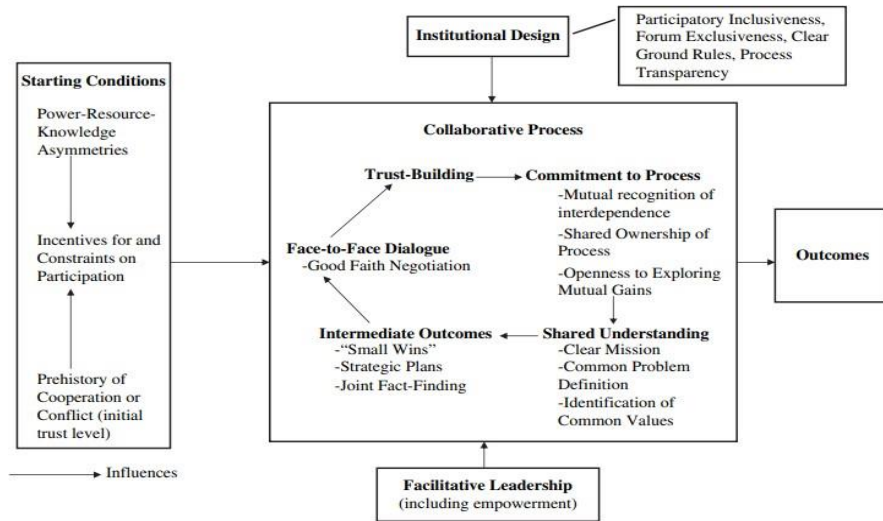 Institutional Design
Participatory Inclusiveness,
Forum Exclusiveness, Clear
Ground Rules, Process
Transparency
Starting Conditions
Power-Resource-
Knowledge
Asymmetries
Incentives for and
Constraints on
Participation
Prehistory of
Cooperation or
Conflict (initial
trust level)
Influences
Collaborative Process
Trust-Building
Commitment to Process
-Mutual recognition of
interdependence
-Shared Ownership of
Process
-Openness to Exploring
Mutual Gains
Face-to-Face Dialogue
-Good Faith Negotiation
Intermediate Outcomes
-“Small Wins”
-Strategic Plans
-Joint Fact-Finding
Shared Understanding
-Clear Mission
-Common Problem
Definition
-Identification of
Common Values
Outcomes
Facilitative Leadership
(including empowerment)